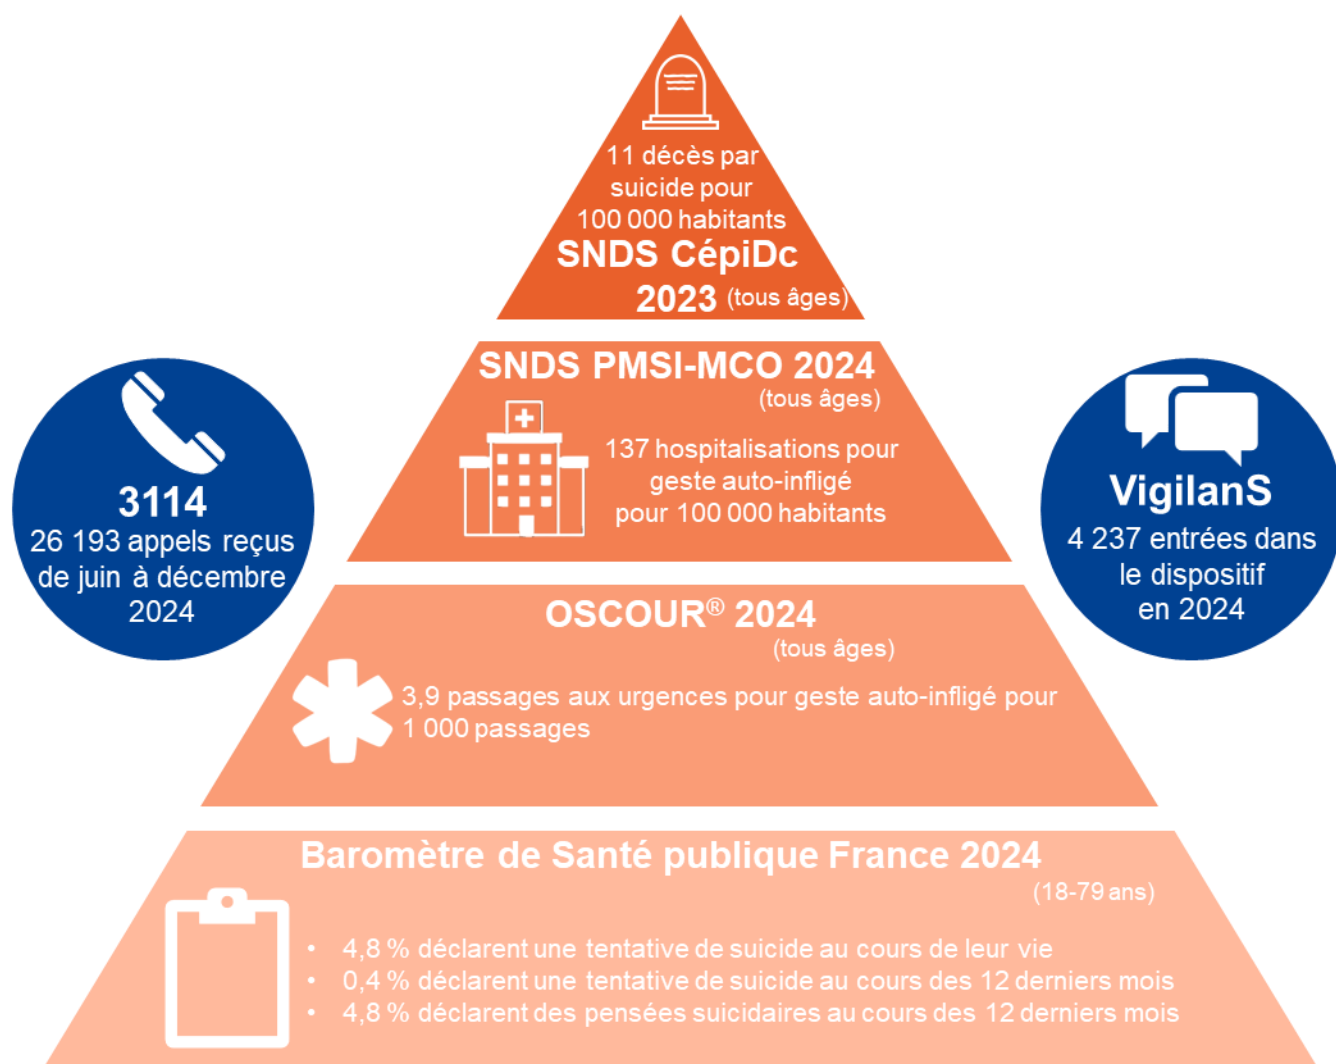 11 décès par
suicide pour
100 000 habitants
SNDS CépiDc
2023 (tous âges)
SNDS PMSI-MCO 2024
(tous âges)
137 hospitalisations pour
geste auto-infligé
pour 100 000 habitants
3114
26 193 appels reçus
de juin à décembre
2024
VigilanS
4 237 entrées dans
le dispositif
en 2024
OSCOUR® 2024
(tous âges)
3,9 passages aux urgences pour geste auto-infligé pour
1 000 passages
Baromètre de Santé publique France 2024
(18-79 ans)
• 4,8 % déclarent une tentative de suicide au cours de leur vie
• 0,4 % déclarent une tentative de suicide au cours des 12 derniers mois
• 4,8 % déclarent des pensées suicidaires au cours des 12 derniers mois